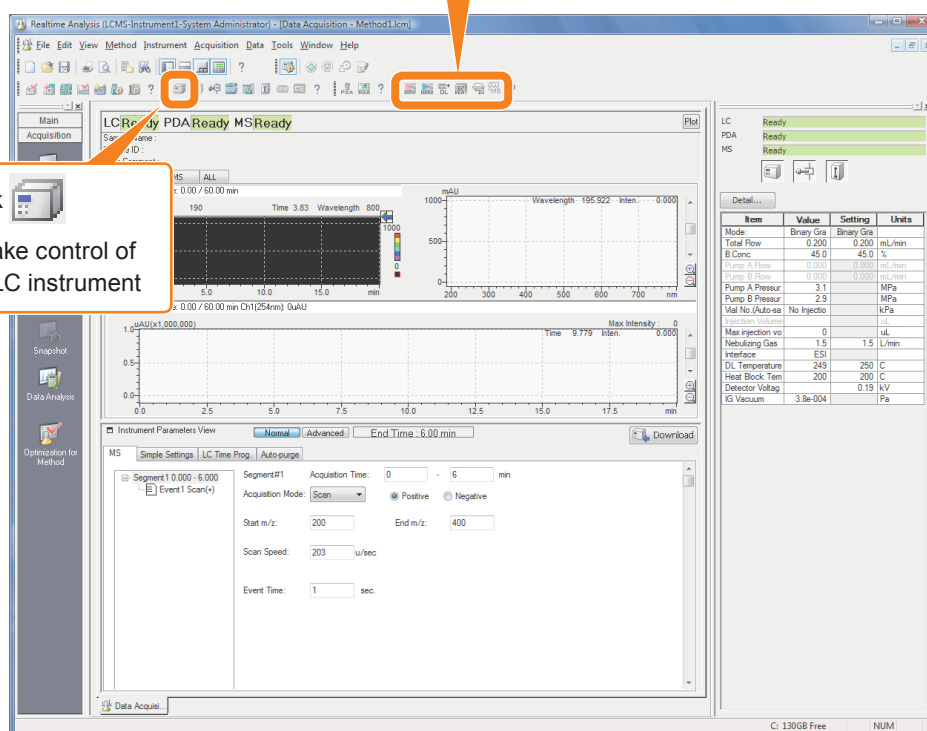 Realtime Analysis (LCMS-Instrument1-System Administrator) - [Data Acquisition - Method1.lcm]
File Edit View Method Instrument Acquisition Data Tools Window Help
Main
Acquisition
LC Ready PDA Ready MS Ready
Plot
MS ALL
0.00 / 60.00 min
190 Time 3.83 Wavelength 800
1000
0
5.0 10.0 15.0 min
mAU
Wavelength 195.922 Inten. 0.000
1000
500
0
200 300 400 500 600 700 nm
ake control of
LC instrument
0.00 / 60.00 min Ch1(254nm): 0uAU
uAU(x1,000,000)
Max Intensity : 0
Time 9.779 Inten. 0.000
1.0
0.5
0.0
0.0 2.5 5.0 7.5 10.0 12.5 15.0 17.5 min
Snapshot
Data Analysis
Optimization for
Method
Instrument Parameters View Normal Advanced End Time : 6.00 min Download
MS Simple Settings LC Time Prog. Auto-purge
Segment1 0.000 - 6.000
Event1 Scan(+)
Segment#1 Acquisition Time: 0 - 6 min
Acquisition Mode: Scan Positive Negative
Start m/z: 200 End m/z: 400
Scan Speed: 203 u/sec
Event Time: 1 sec.
Data Acquisi...
LC Ready
PDA Ready
MS Ready
Detail...
Item Value Setting Units
Mode: Binary Gra Binary Gra
Total Flow 0.200 0.200 mL/min
B.Conc 45.0 45.0 %
Pump A Flow 0.000 0.000 mL/min
Pump B Flow 0.000 0.000 mL/min
Pump A Pressur 3.1 MPa
Pump B Pressur 2.9 MPa
Vial No.(Auto-sa No Injectio kPa
Injection Volume uL
Max injection vo 0 uL
Nebulizing Gas 1.5 1.5 L/min
Interface ESI
DL Temperature 249 250 C
Heat Block Tem 200 200 C
Detector Voltag 0.19 kV
IG Vacuum 3.8e-004 Pa
C: 130GB Free NUM